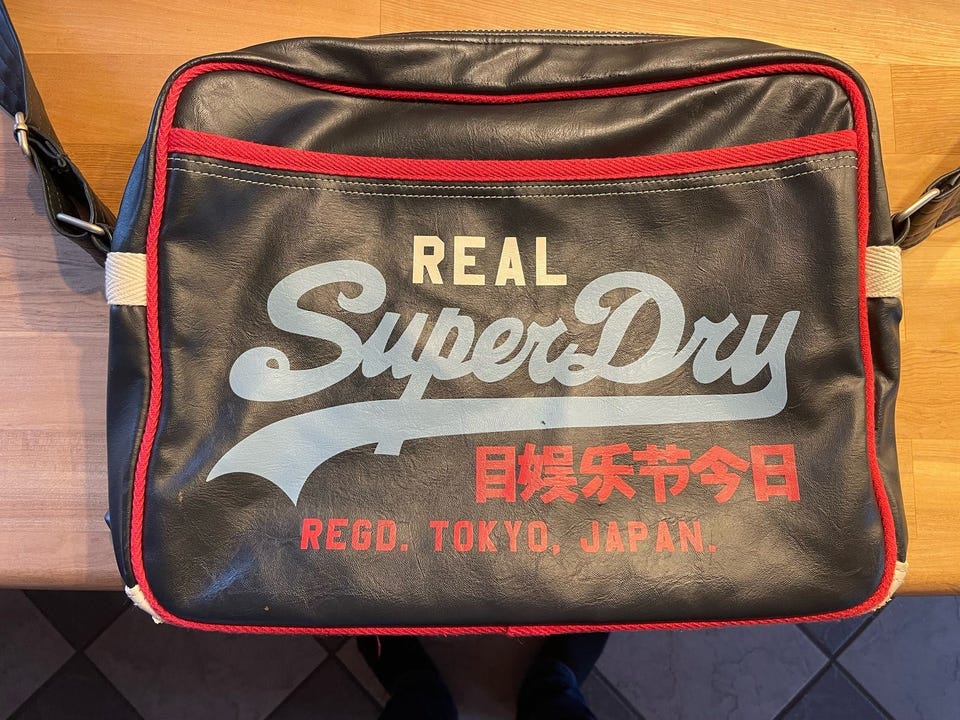 REAL
SuperDry
目娱乐节今日
REGD. TOKYO, JAPAN.